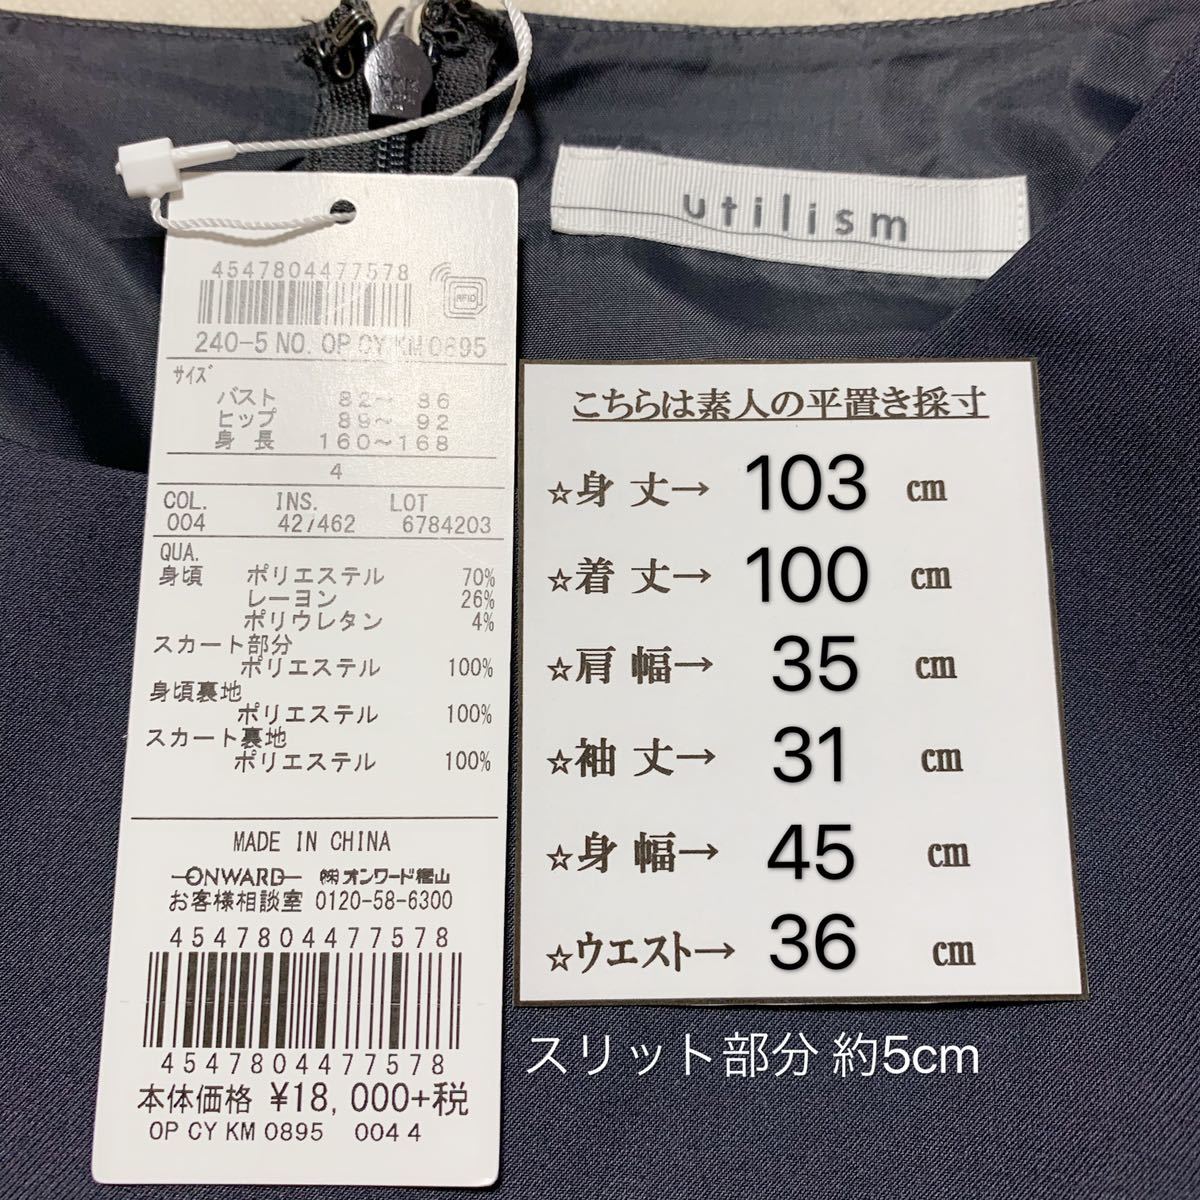 utilism
4547804477578
RFID
240-5 NO. OP CY KM 0895
サイズ
バスト 82～ 86
ヒップ 89～ 92
身 長 160～168
4
COL. INS. LOT
004 42/462 6784203
QUA.
身頃 ポリエステル 70%
レーヨン 26%
ポリウレタン 4%
スカート部分
ポリエステル 100%
身頃裏地
ポリエステル 100%
スカート裏地
ポリエステル 100%
MADE IN CHINA
ONWARD ㈱オンワード樫山
お客様相談室 0120-58-6300
4547804477578
4547804477578
本体価格 ¥18,000+税
OP CY KM 0895 004 4
こちらは素人の平置き採寸
☆身 丈→ 103 cm
☆着 丈→ 100 cm
☆肩 幅→ 35 cm
☆袖 丈→ 31 cm
☆身 幅→ 45 cm
☆ウエスト→ 36 cm
スリット部分 約5cm